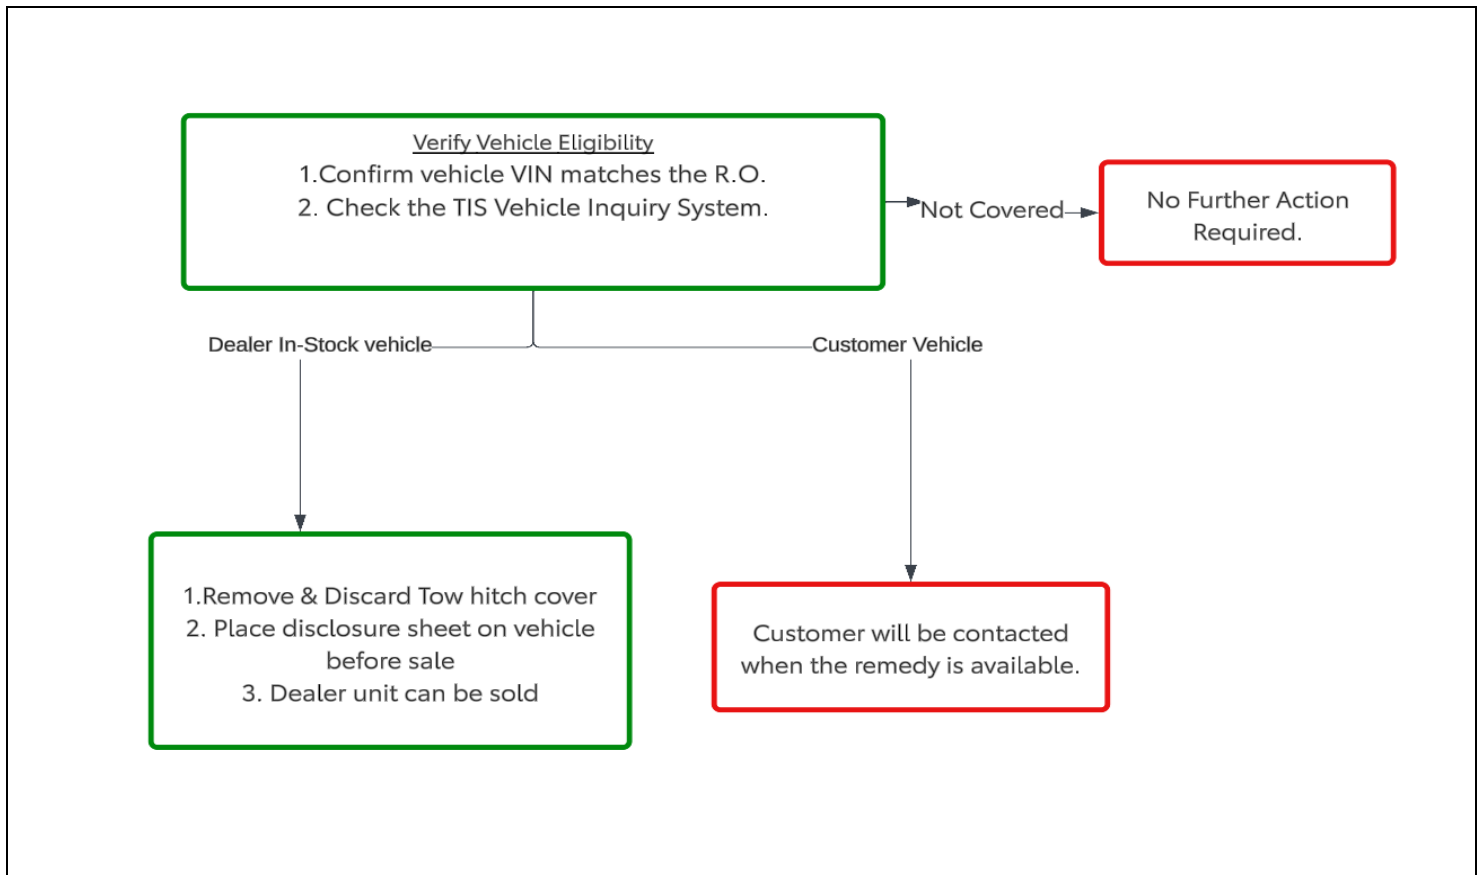 Verify Vehicle Eligibility
1.Confirm vehicle VIN matches the R.O.
2. Check the TIS Vehicle Inquiry System.
Not Covered
No Further Action
Required.
Dealer In-Stock vehicle
Customer Vehicle
1.Remove & Discard Tow hitch cover
2. Place disclosure sheet on vehicle
before sale
3. Dealer unit can be sold
Customer will be contacted
when the remedy is available.